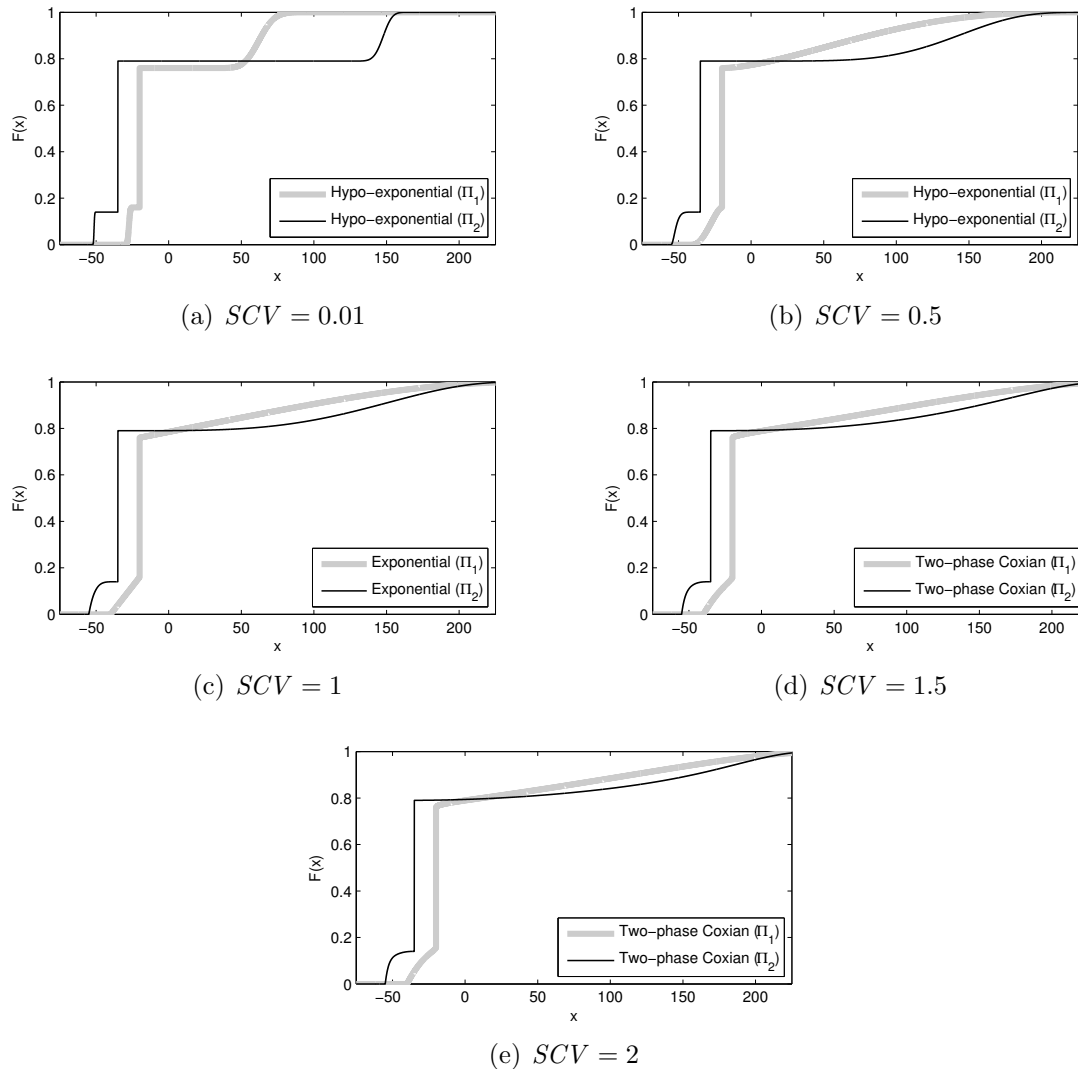 1
0.8
0.6
0.4
0.2
0
F(x)
−50 0 50 100 150 200
x
Hypo−exponential (Π1)
Hypo−exponential (Π2)
(a) SCV = 0.01
1
0.8
0.6
0.4
0.2
0
F(x)
−50 0 50 100 150 200
x
Hypo−exponential (Π1)
Hypo−exponential (Π2)
(b) SCV = 0.5
1
0.8
0.6
0.4
0.2
0
F(x)
−50 0 50 100 150 200
x
Exponential (Π1)
Exponential (Π2)
(c) SCV = 1
1
0.8
0.6
0.4
0.2
0
F(x)
−50 0 50 100 150 200
x
Two−phase Coxian (Π1)
Two−phase Coxian (Π2)
(d) SCV = 1.5
1
0.8
0.6
0.4
0.2
0
F(x)
−50 0 50 100 150 200
x
Two−phase Coxian (Π1)
Two−phase Coxian (Π2)
(e) SCV = 2